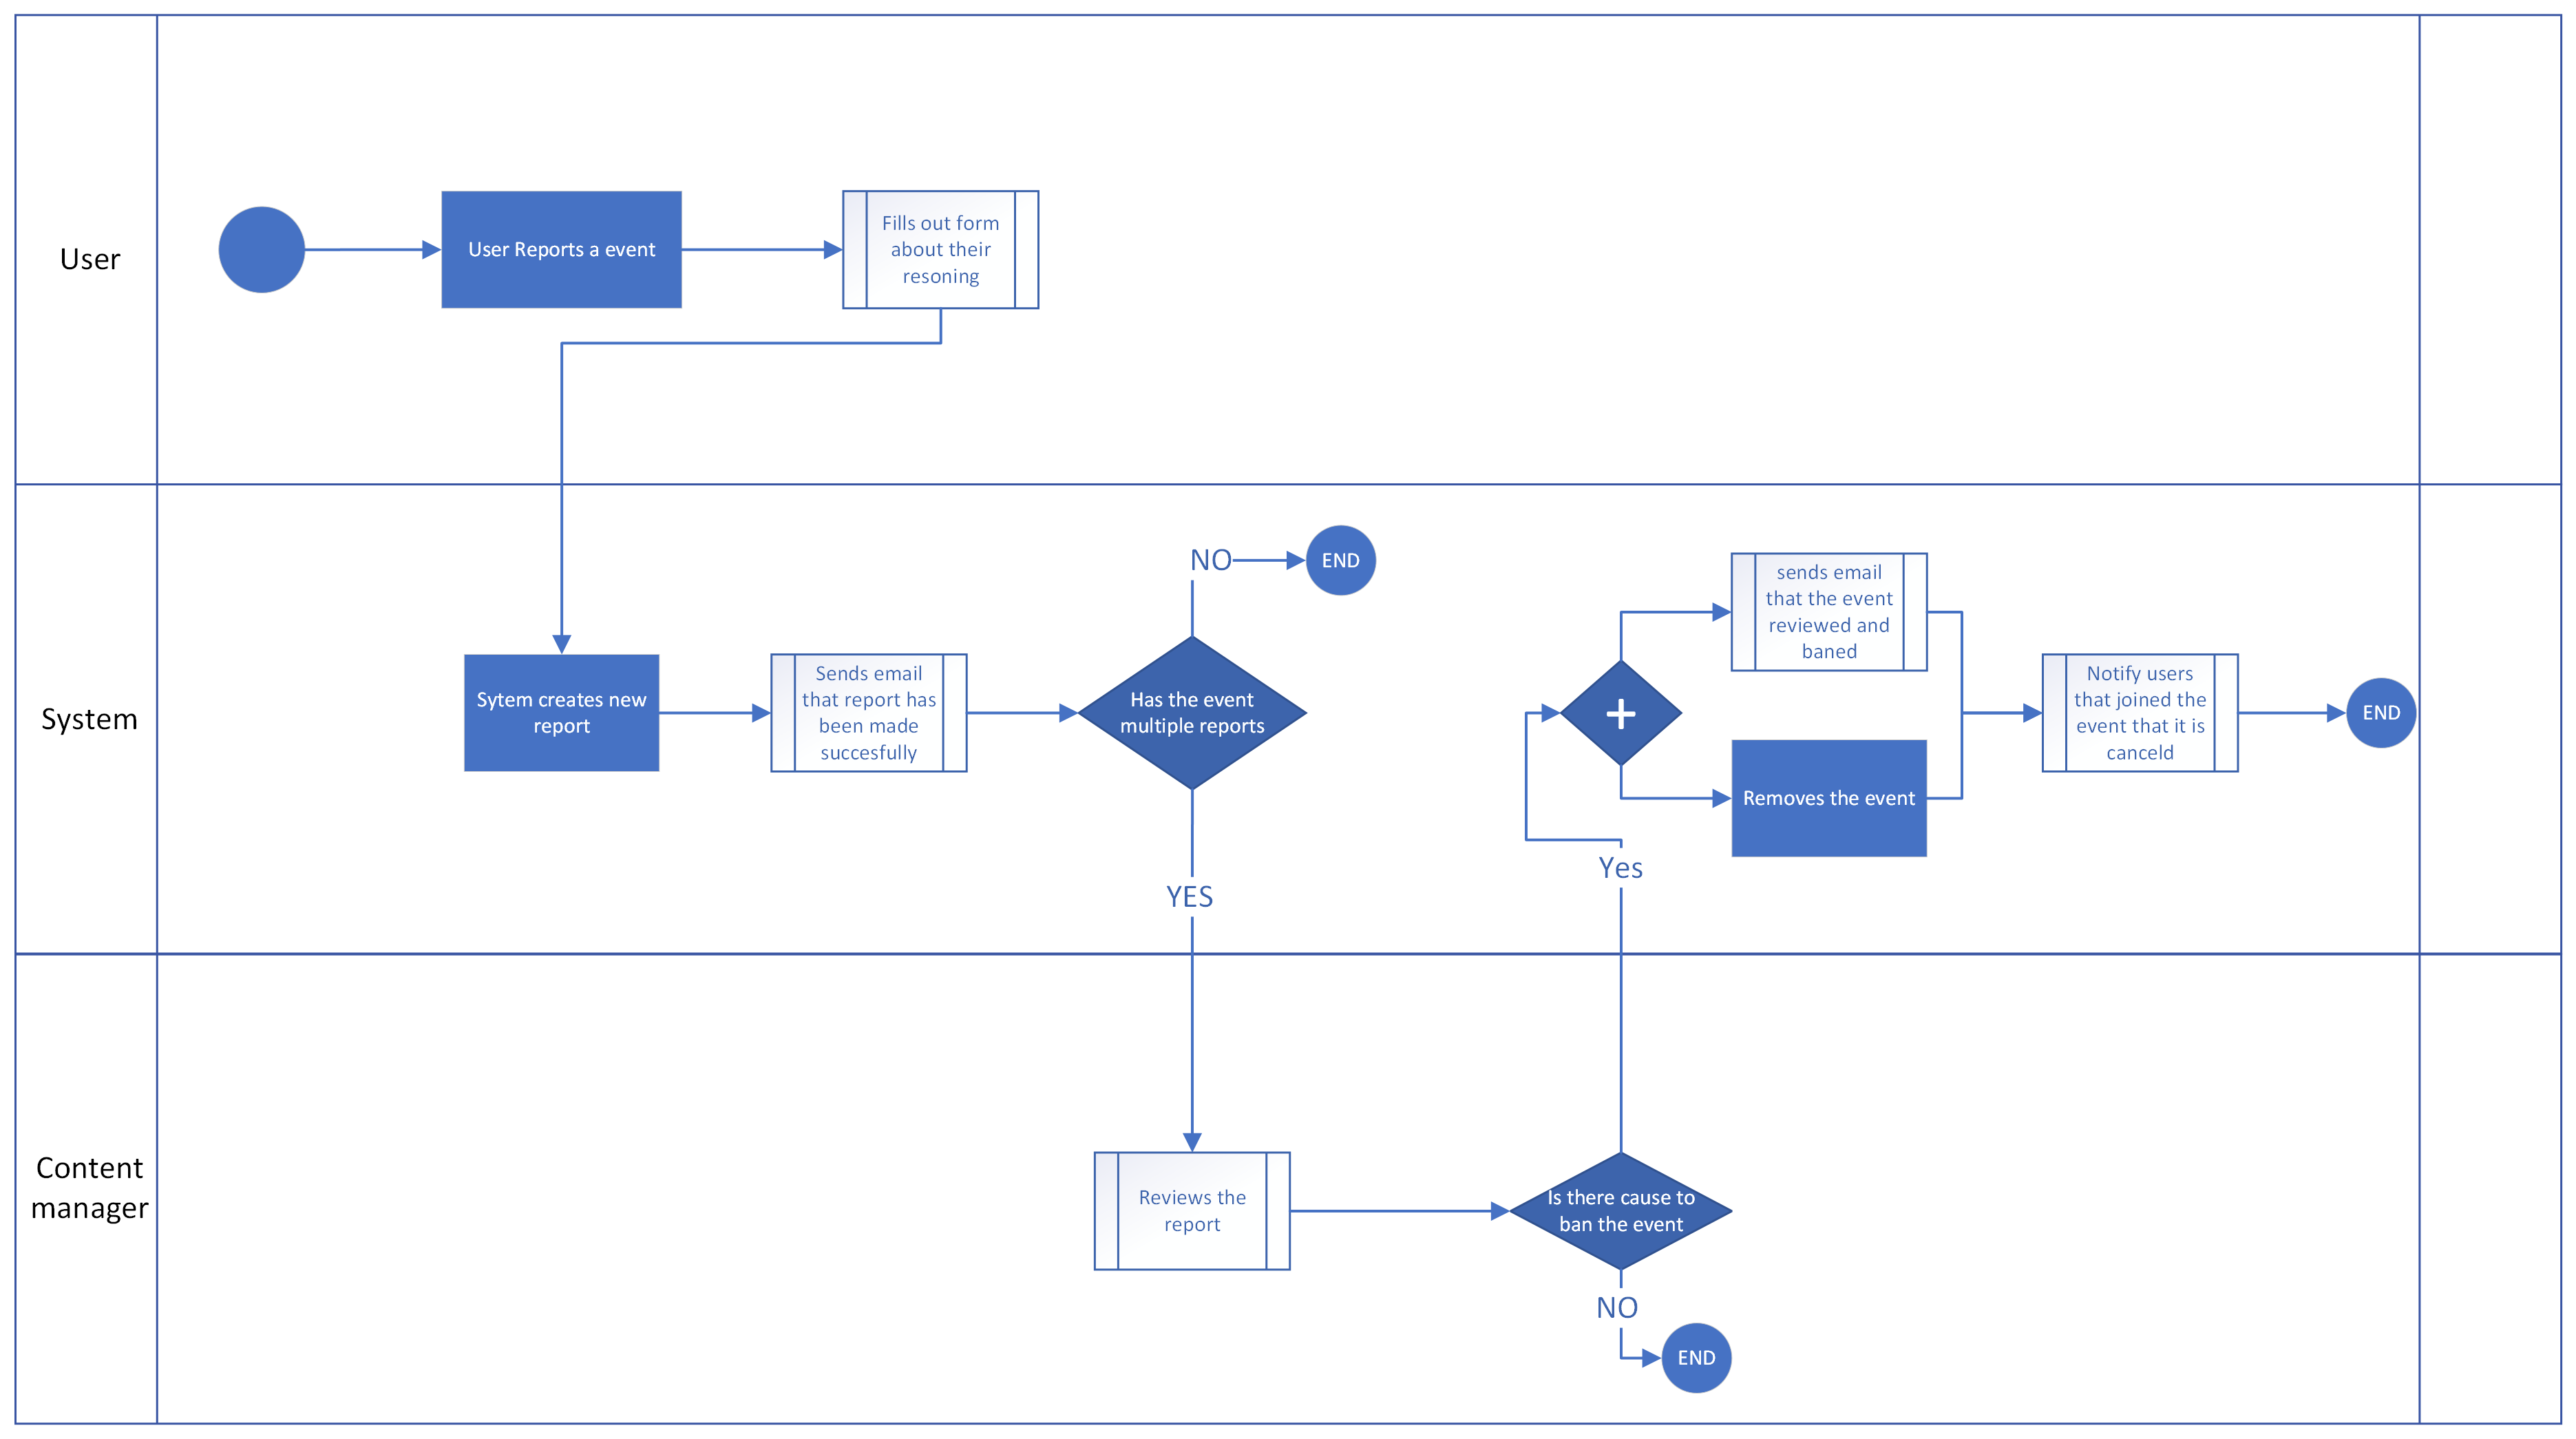 User
User Reports a event
Fills out form
about their
resoning
System
Sytem creates new
report
Sends email
that report has
been made
succesfully
Has the event
multiple reports
NO
END
YES
+
sends email
that the event
reviewed and
baned
Removes the event
Yes
Notify users
that joined the
event that it is
canceld
END
Content
manager
Reviews the
report
Is there cause to
ban the event
NO
END